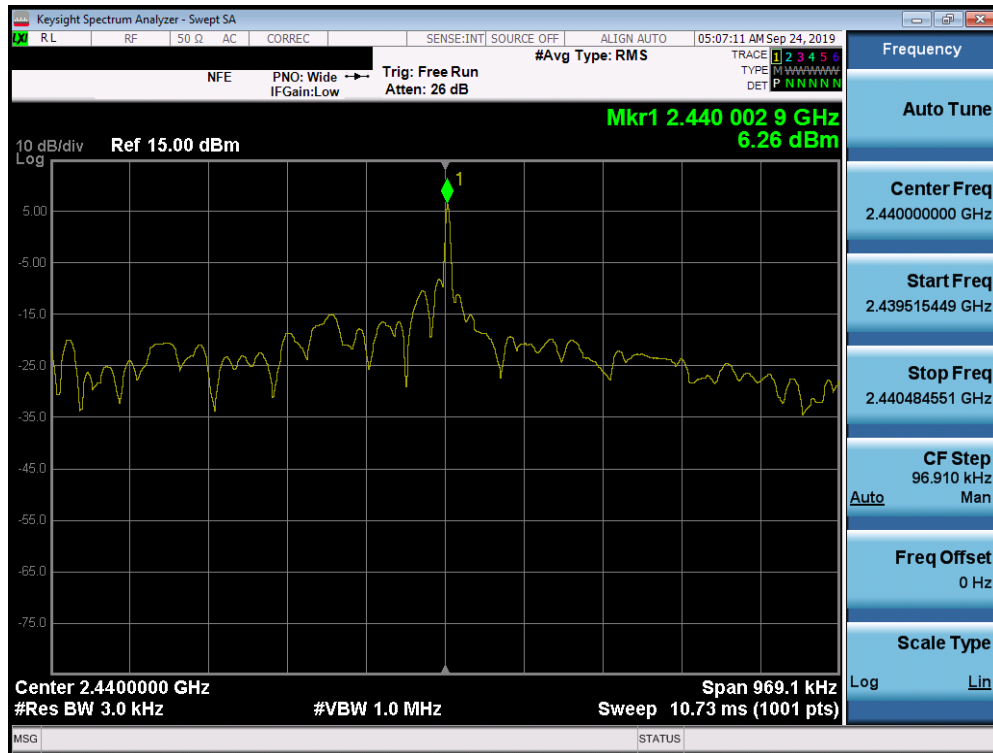 Keysight Spectrum Analyzer - Swept SA
LXI RL RF 50 Ω AC CORREC SENSE:INT SOURCE OFF ALIGN AUTO 05:07:11 AM Sep 24, 2019
#Avg Type: RMS
TRACE 1 2 3 4 5 6
TYPE M W W W W W
DET P N N N N N
NFE
PNO: Wide
IFGain:Low
Trig: Free Run
Atten: 26 dB
Mkr1 2.440 002 9 GHz
6.26 dBm
10 dB/div
Log
Ref 15.00 dBm
1
5.00
-5.00
-15.0
-25.0
-35.0
-45.0
-55.0
-65.0
-75.0
Center 2.4400000 GHz
Span 969.1 kHz
#Res BW 3.0 kHz
#VBW 1.0 MHz
Sweep 10.73 ms (1001 pts)
MSG
STATUS
Frequency
Auto Tune
Center Freq
2.440000000 GHz
Start Freq
2.439515449 GHz
Stop Freq
2.440484551 GHz
CF Step
96.910 kHz
Auto Man
Freq Offset
0 Hz
Scale Type
Log Lin